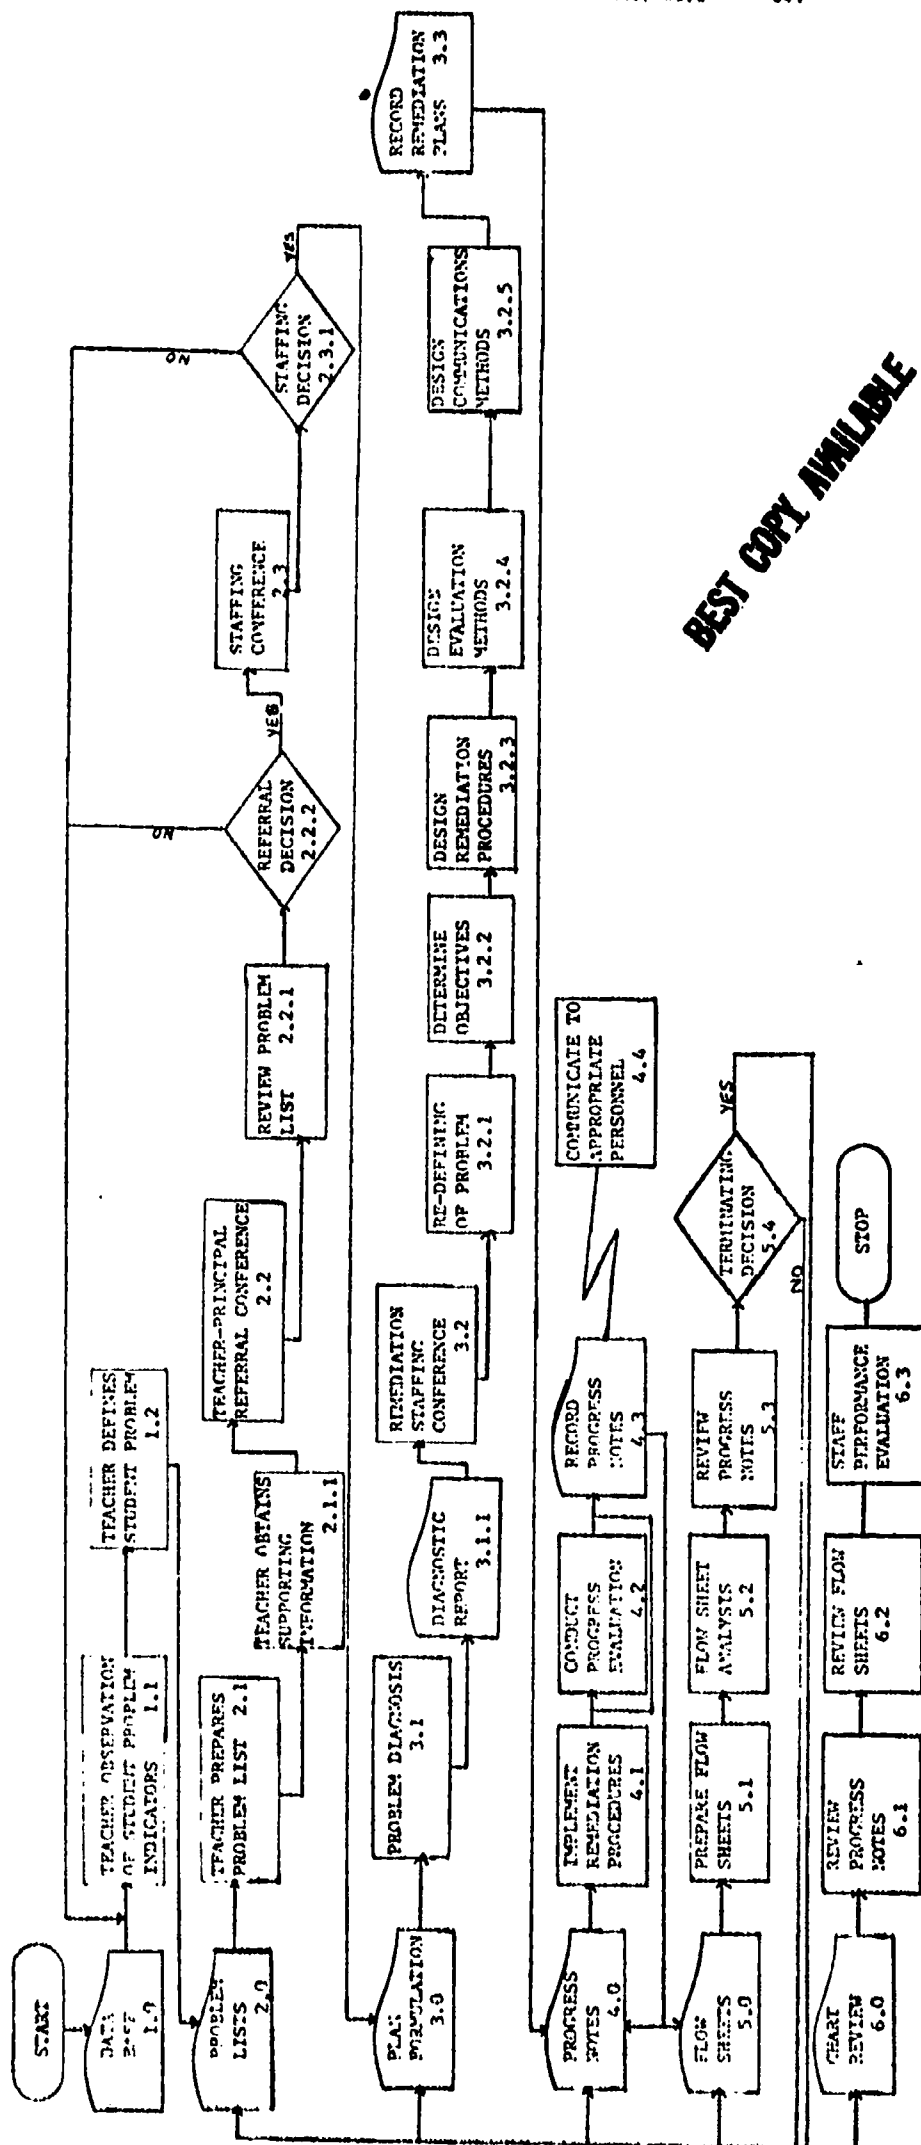 START
DATA
BASE
1.0
TEACHER OBSERVATION
OF STUDENT PROBLEM
INDICATORS 1.1
TEACHER DEFINES
STUDENT PROBLEM
1.2
PROBLEM
LISTS
2.0
TEACHER PREPARES
PROBLEM LIST 2.1
TEACHER OBTAINS
SUPPORTING
INFORMATION
2.1.1
TEACHER-PRINCIPAL
REFERRAL CONFERENCE
2.2
REVIEW PROBLEM
LIST 2.2.1
REFERRAL
DECISION
2.2.2
NO
YES
STAFFING
CONFERENCE
2.3
STAFFING
DECISION
2.3.1
NO
YES
PLAN
FORMULATION
3.0
PROBLEM DIAGNOSIS
3.1
DIAGNOSTIC
REPORT
3.1.1
REMEDIATION
STAFFING
CONFERENCE
3.2
RE-DEFINING
OF PROBLEM
3.2.1
DETERMINE
OBJECTIVES
3.2.2
DESIGN
REMEDIATION
PROCEDURES
3.2.3
DESIGN
EVALUATION
METHODS
3.2.4
DESIGN
COMMUNICATIONS
METHODS
3.2.5
RECORD
REMEDIATION
PLANS 3.3
PROGRESS
NOTES
4.0
IMPLEMENT
REMEDIATION
PROCEDURES
4.1
CONDUCT
PROGRESS
EVALUATION
4.2
RECORD
PROGRESS
NOTES
4.3
COMMUNICATE TO
APPROPRIATE
PERSONNEL
4.4
FLOW
SHEETS
5.0
PREPARE FLOW
SHEETS
5.1
FLOW SHEET
ANALYSIS
5.2
REVIEW
PROGRESS
NOTES
5.3
TERMINATING
DECISION
5.4
YES
NO
CHART
REVIEW
6.0
REVIEW
PROGRESS
NOTES
6.1
REVIEW FLOW
SHEETS
6.2
STAFF
PERFORMANCE
EVALUATION
6.3
STOP
BEST COPY AVAILABLE